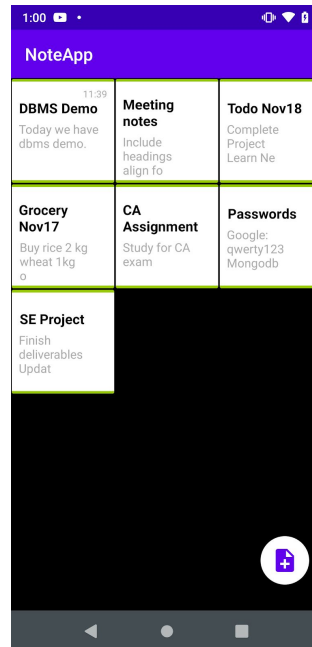 1:00
NoteApp
11:39
DBMS Demo
Today we have
dbms demo.
Meeting
notes
Include
headings
align fo
Todo Nov18
Complete
Project
Learn Ne
Grocery
Nov17
Buy rice 2 kg
wheat 1kg
o
CA
Assignment
Study for CA
exam
Passwords
Google:
qwerty123
Mongodb
SE Project
Finish
deliverables
Updat